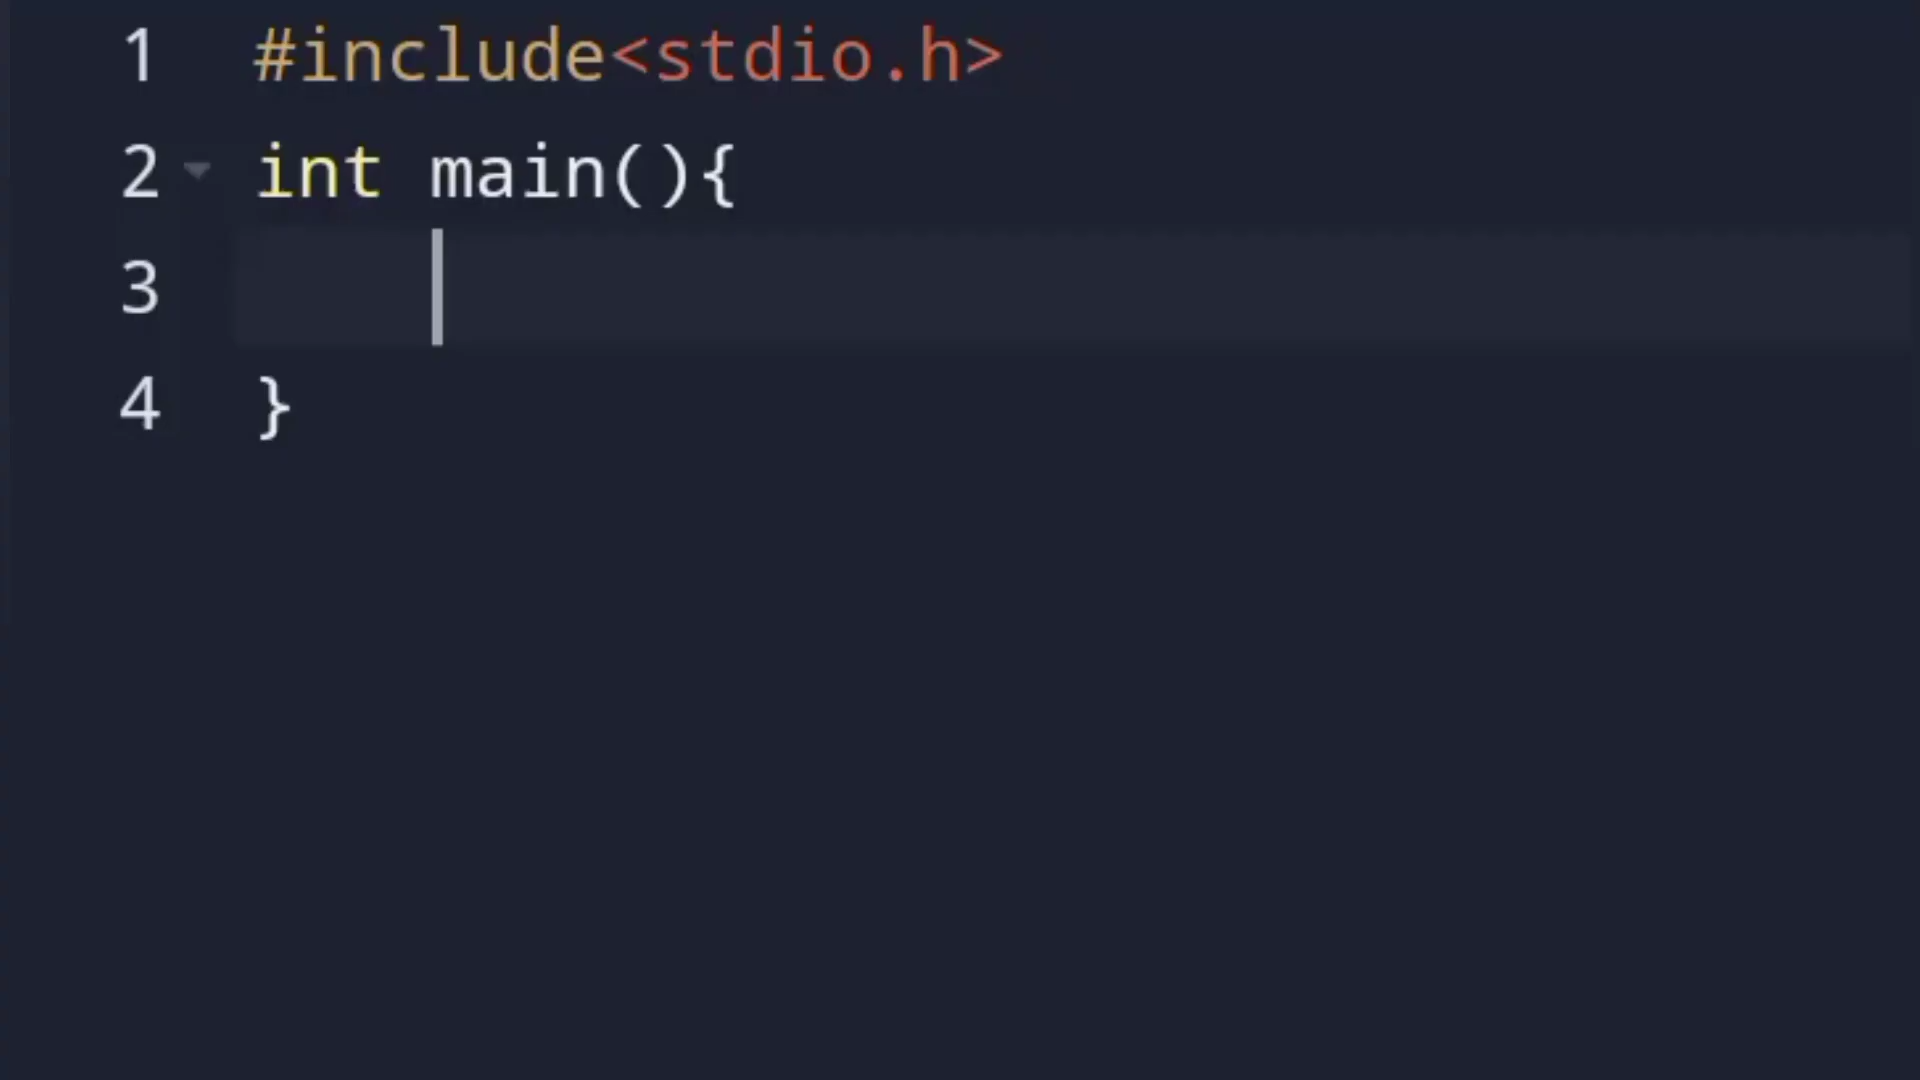 1 #include<stdio.h>
2 int main(){
3
4 }